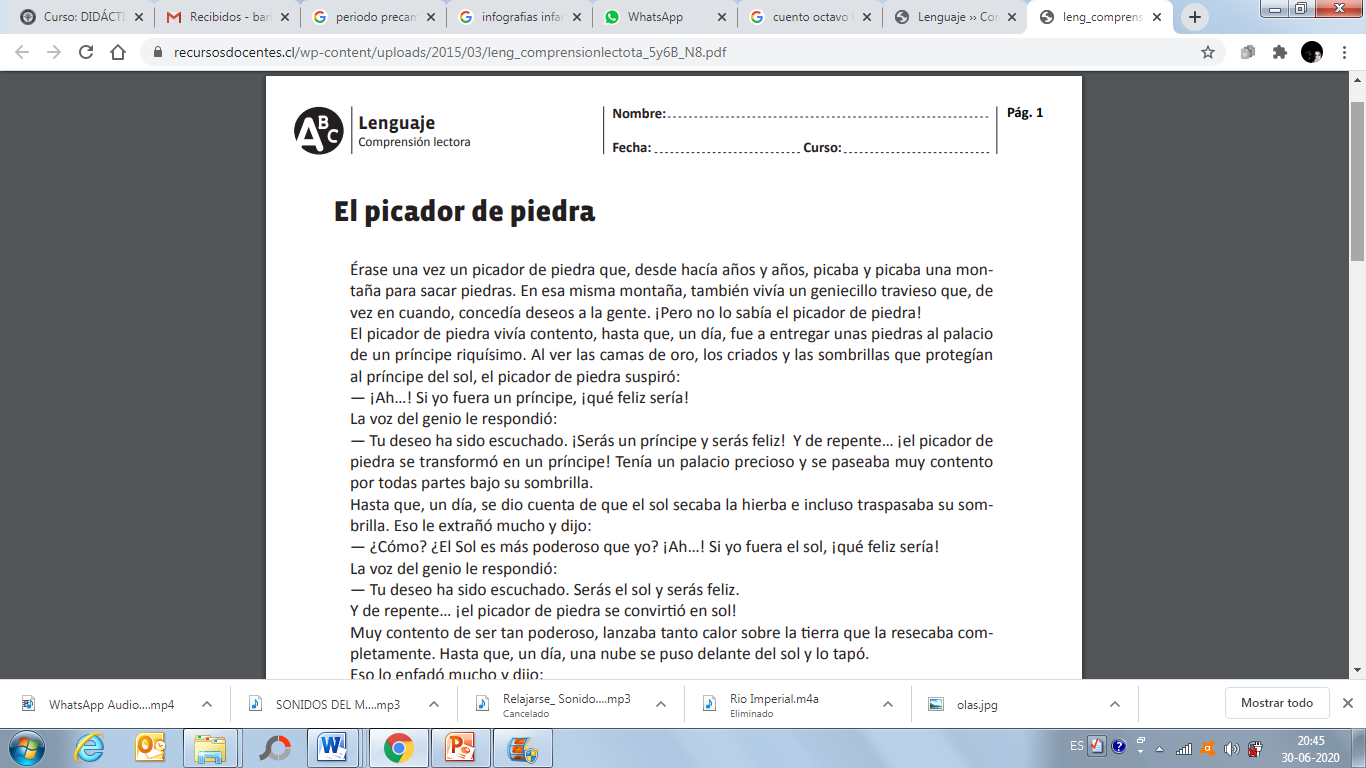 Curso: DIDÁCTI
Recibidos - bar
periodo precam
infografias infan
WhatsApp
cuento octavo
Lenguaje ›› Con
leng_comprens
recursosdocentes.cl/wp-content/uploads/2015/03/leng_comprensionlectota_5y6B_N8.pdf
ABC
Lenguaje
Comprensión lectora
Nombre:
Fecha: Curso:
Pág. 1
El picador de piedra
Érase una vez un picador de piedra que, desde hacía años y años, picaba y picaba una mon-
taña para sacar piedras. En esa misma montaña, también vivía un geniecillo travieso que, de
vez en cuando, concedía deseos a la gente. ¡Pero no lo sabía el picador de piedra!
El picador de piedra vivía contento, hasta que, un día, fue a entregar unas piedras al palacio
de un príncipe riquísimo. Al ver las camas de oro, los criados y las sombrillas que protegían
al príncipe del sol, el picador de piedra suspiró:
— ¡Ah…! Si yo fuera un príncipe, ¡qué feliz sería!
La voz del genio le respondió:
— Tu deseo ha sido escuchado. ¡Serás un príncipe y serás feliz! Y de repente… ¡el picador de
piedra se transformó en un príncipe! Tenía un palacio precioso y se paseaba muy contento
por todas partes bajo su sombrilla.
Hasta que, un día, se dio cuenta de que el sol secaba la hierba e incluso traspasaba su som-
brilla. Eso le extrañó mucho y dijo:
— ¿Cómo? ¿El Sol es más poderoso que yo? ¡Ah…! Si yo fuera el sol, ¡qué feliz sería!
La voz del genio le respondió:
— Tu deseo ha sido escuchado. Serás el sol y serás feliz.
Y de repente… ¡el picador de piedra se convirtió en sol!
Muy contento de ser tan poderoso, lanzaba tanto calor sobre la tierra que la resecaba com-
pletamente. Hasta que, un día, una nube se puso delante del sol y lo tapó.
Eso lo enfadó mucho y dijo:
WhatsApp Audio....mp4
SONIDOS DEL M....mp3
Relajarse_ Sonido....mp3
Cancelado
Rio Imperial.m4a
Eliminado
olas.jpg
Mostrar todo
ES
20:45
30-06-2020